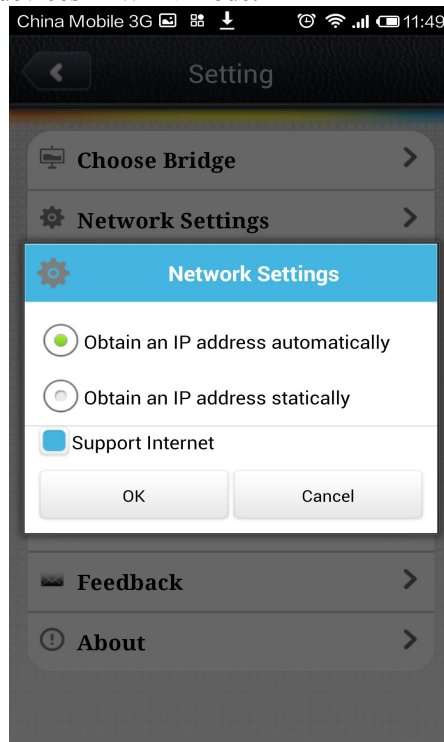 China Mobile 3G 11:49
Setting
Choose Bridge
Network Settings
Network Settings
Obtain an IP address automatically
Obtain an IP address statically
Support Internet
OK Cancel
Feedback
About